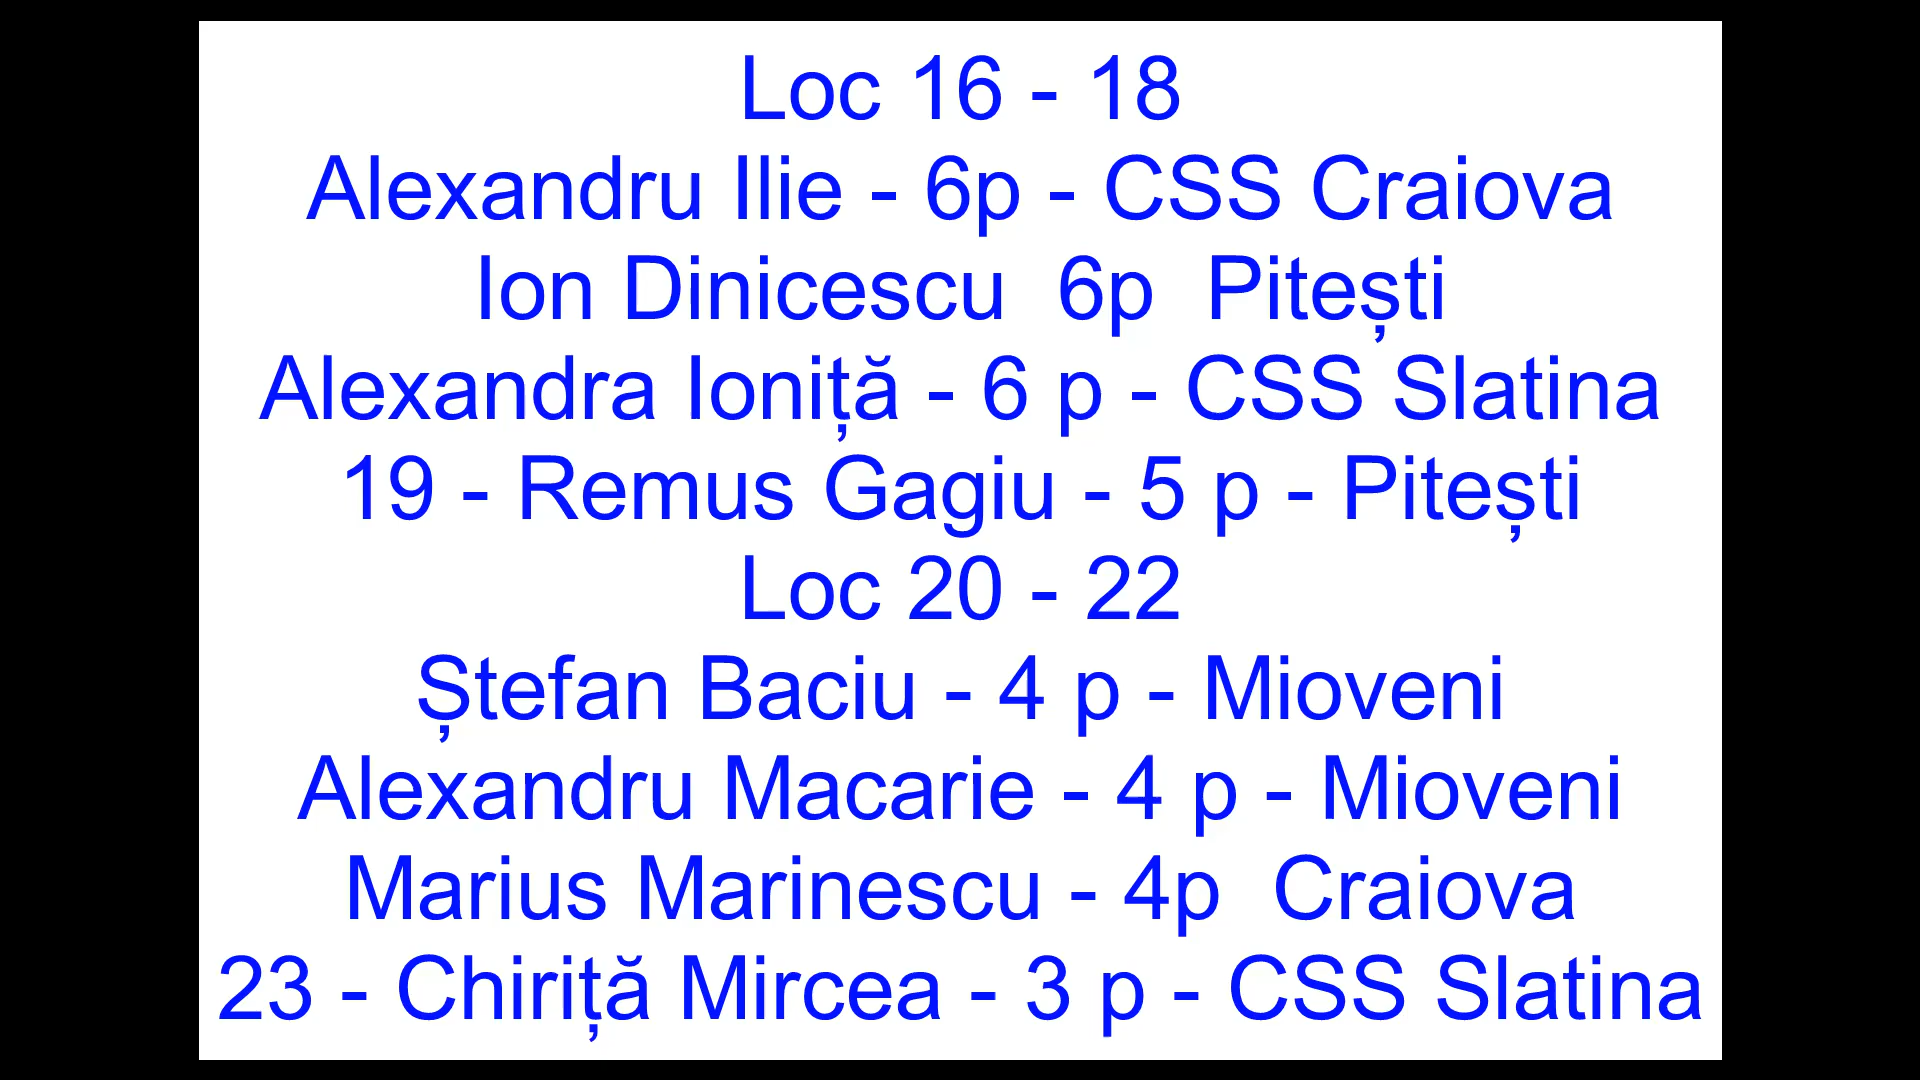 Loc 16 - 18
Alexandru Ilie - 6p - CSS Craiova
Ion Dinicescu  6p  Pitești
Alexandra Ioniță - 6 p - CSS Slatina
19 - Remus Gagiu - 5 p - Pitești
Loc 20 - 22
Ștefan Baciu - 4 p - Mioveni
Alexandru Macarie - 4 p - Mioveni
Marius Marinescu - 4p  Craiova
23 - Chiriță Mircea - 3 p - CSS Slatina